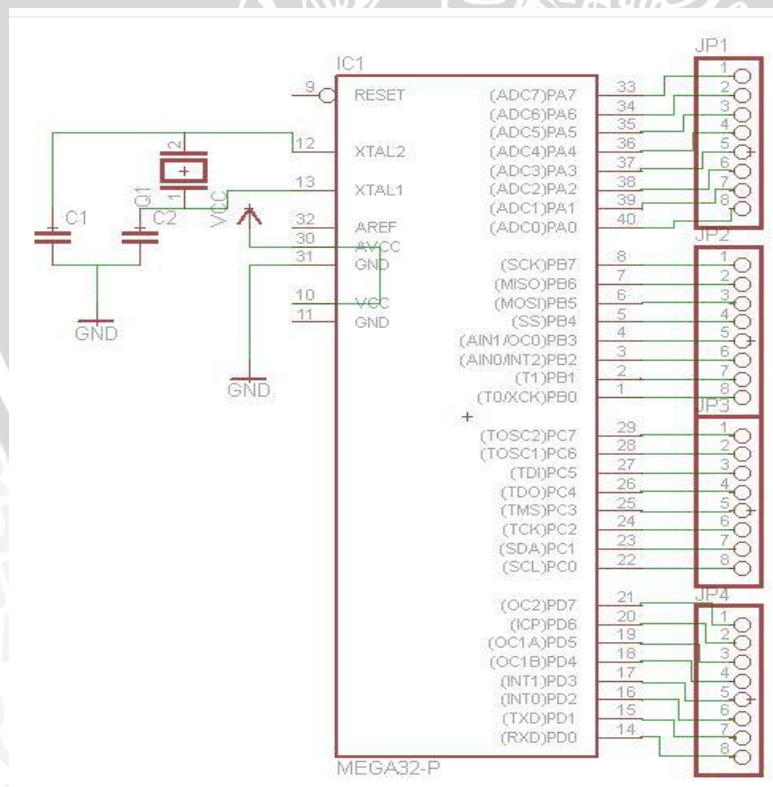 JP1
IC1
9 RESET
12 XTAL2
13 XTAL1
32 AREF
30 AVCC
31 GND
10 VCC
11 GND
2
Q1
1
VCC
C1
C2
GND
GND
(ADC7)PA7 33 1
(ADC6)PA6 34 2
(ADC5)PA5 35 3
(ADC4)PA4 36 4
(ADC3)PA3 37 5
(ADC2)PA2 38 6
(ADC1)PA1 39 7
(ADC0)PA0 40 8
JP2
(SCK)PB7 8 1
(MISO)PB6 7 2
(MOSI)PB5 6 3
(SS)PB4 5 4
(AIN1/OC0)PB3 4 5
(AIN0/INT2)PB2 3 6
(T1)PB1 2 7
(T0/XCK)PB0 1 8
JP3
(TOSC2)PC7 29 1
(TOSC1)PC6 28 2
(TDI)PC5 27 3
(TDO)PC4 26 4
(TMS)PC3 25 5
(TCK)PC2 24 6
(SDA)PC1 23 7
(SCL)PC0 22 8
JP4
(OC2)PD7 21 1
(ICP)PD6 20 2
(OC1A)PD5 19 3
(OC1B)PD4 18 4
(INT1)PD3 17 5
(INT0)PD2 16 6
(TXD)PD1 15 7
(RXD)PD0 14 8
MEGA32-P